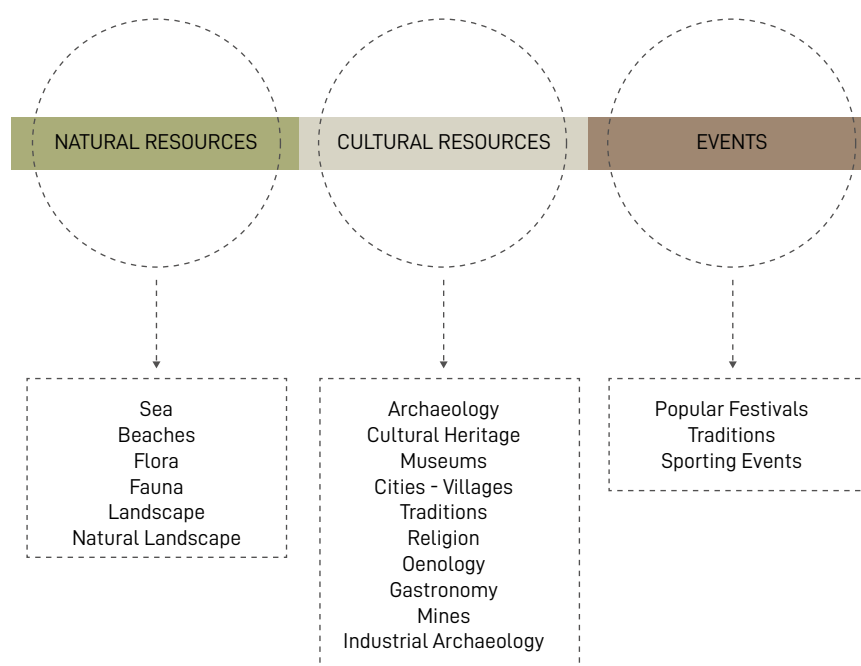 NATURAL RESOURCES
CULTURAL RESOURCES
EVENTS
Sea
Beaches
Flora
Fauna
Landscape
Natural Landscape
Archaeology
Cultural Heritage
Museums
Cities - Villages
Traditions
Religion
Oenology
Gastronomy
Mines
Industrial Archaeology
Popular Festivals
Traditions
Sporting Events